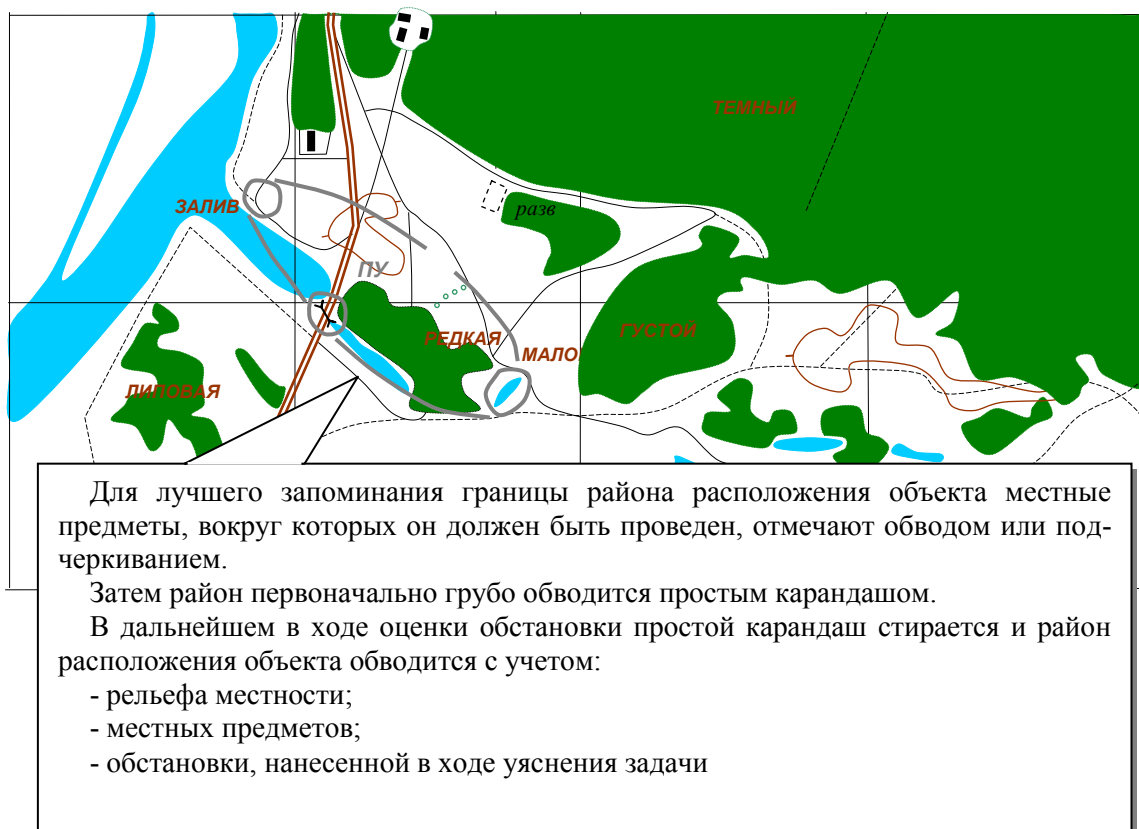 ТЕМНЫЙ
ЗАЛИВ
разв
ПУ
РЕДКАЯ
ГУСТОЙ
МАЛО
ЛИПОВАЯ
Для лучшего запоминания границы района расположения объекта местные
предметы, вокруг которых он должен быть проведен, отмечают обводом или под-
черкиванием.
Затем район первоначально грубо обводится простым карандашом.
В дальнейшем в ходе оценки обстановки простой карандаш стирается и район
расположения объекта обводится с учетом:
- рельефа местности;
- местных предметов;
- обстановки, нанесенной в ходе уяснения задачи